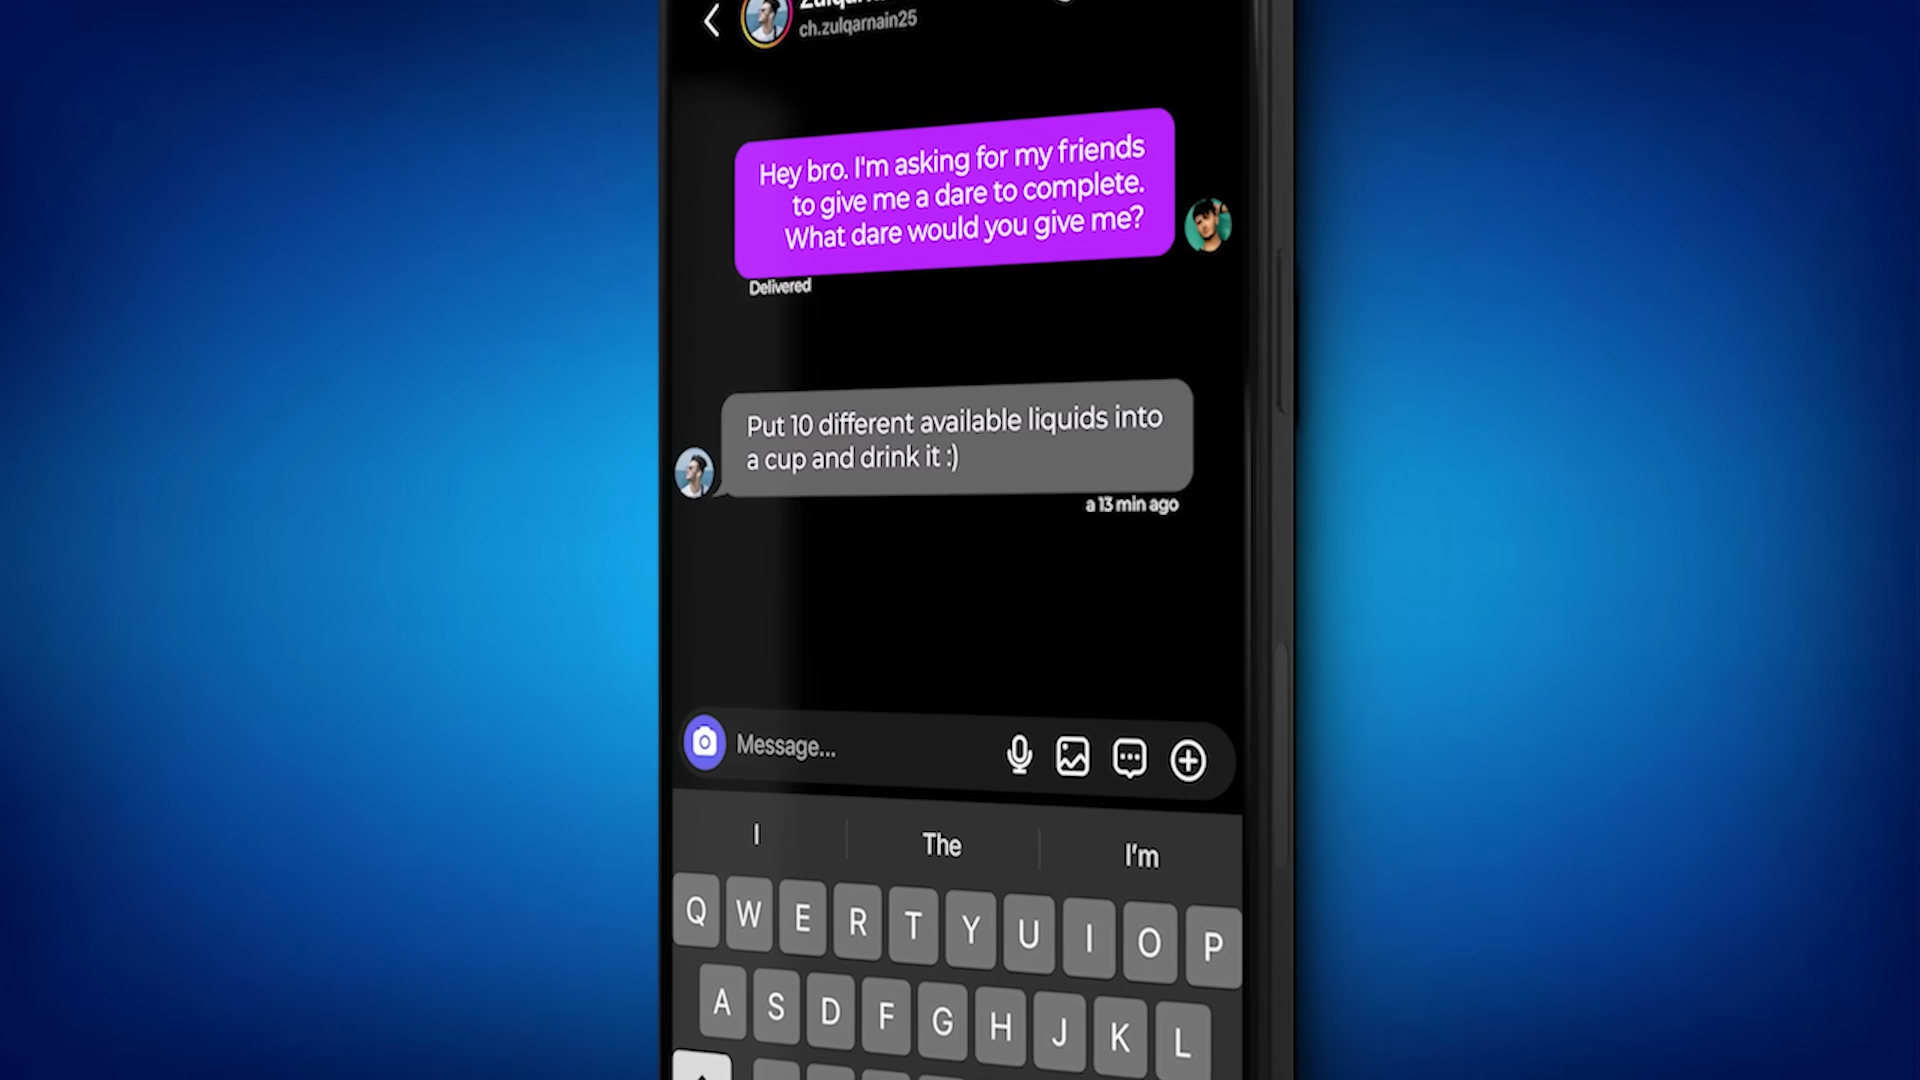 ch.zulqarnain25
Hey bro. I'm asking for my friends
to give me a dare to complete.
What dare would you give me?
Delivered
Put 10 different available liquids into
a cup and drink it :)
a 13 min ago
Message...
I The I'm
Q W E R T Y U I O P
A S D F G H J K L